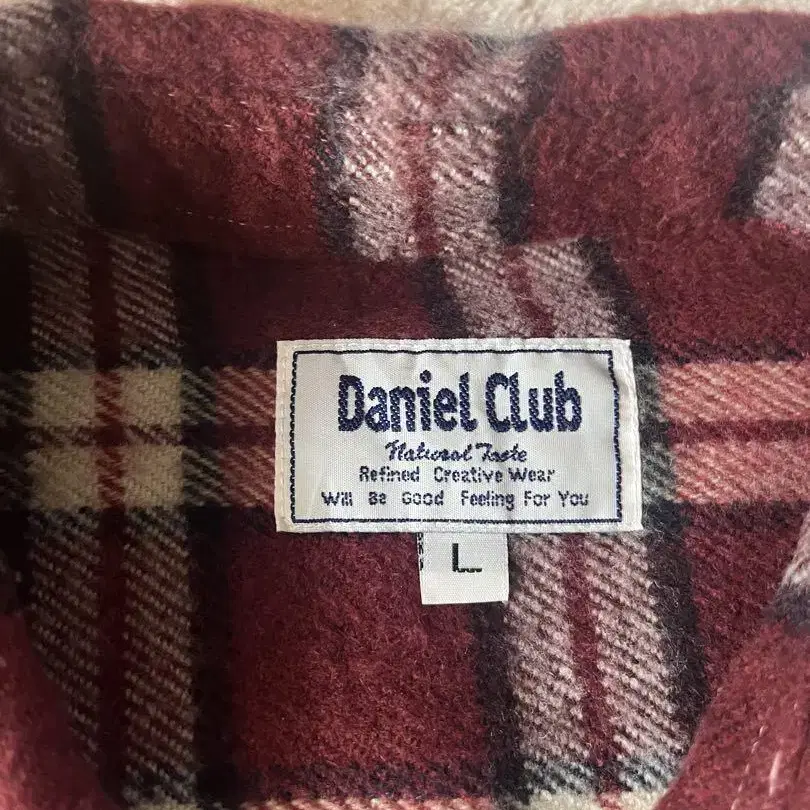 Daniel Club
Natural Taste
Refined Creative Wear
Will Be Good Feeling For You
L